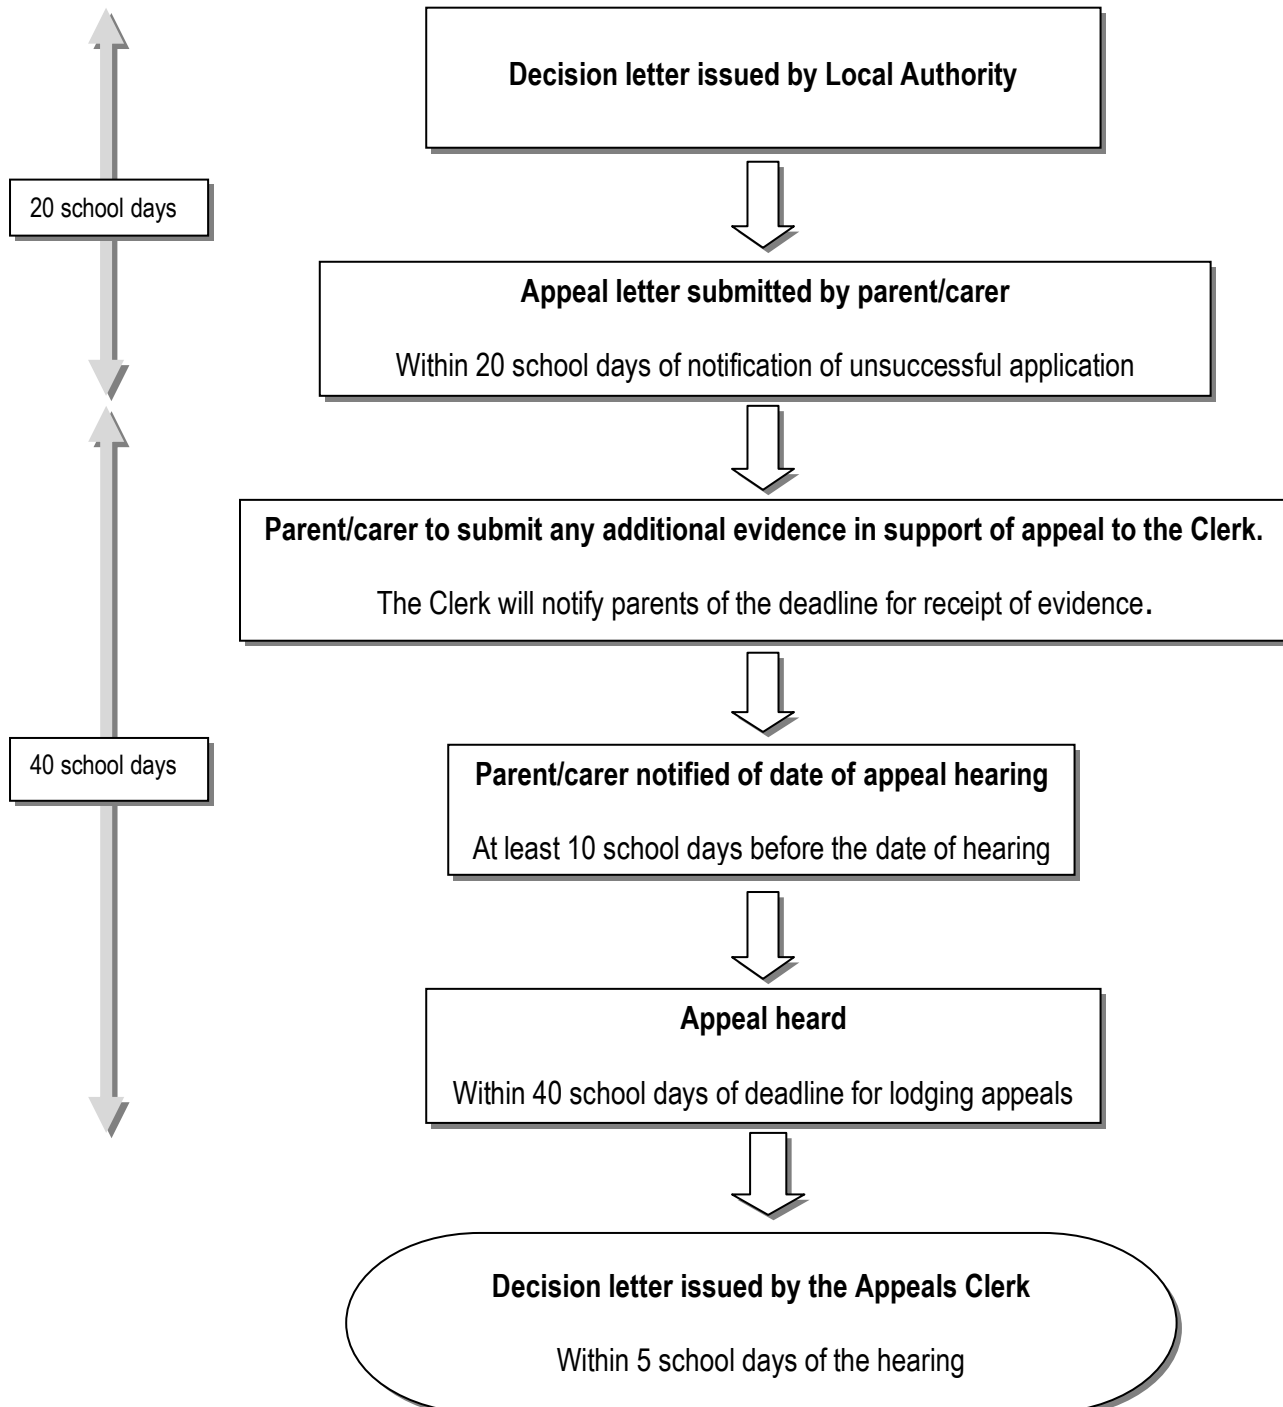 Decision letter issued by Local Authority
20 school days
Appeal letter submitted by parent/carer
Within 20 school days of notification of unsuccessful application
Parent/carer to submit any additional evidence in support of appeal to the Clerk.
The Clerk will notify parents of the deadline for receipt of evidence.
40 school days
Parent/carer notified of date of appeal hearing
At least 10 school days before the date of hearing
Appeal heard
Within 40 school days of deadline for lodging appeals
Decision letter issued by the Appeals Clerk
Within 5 school days of the hearing